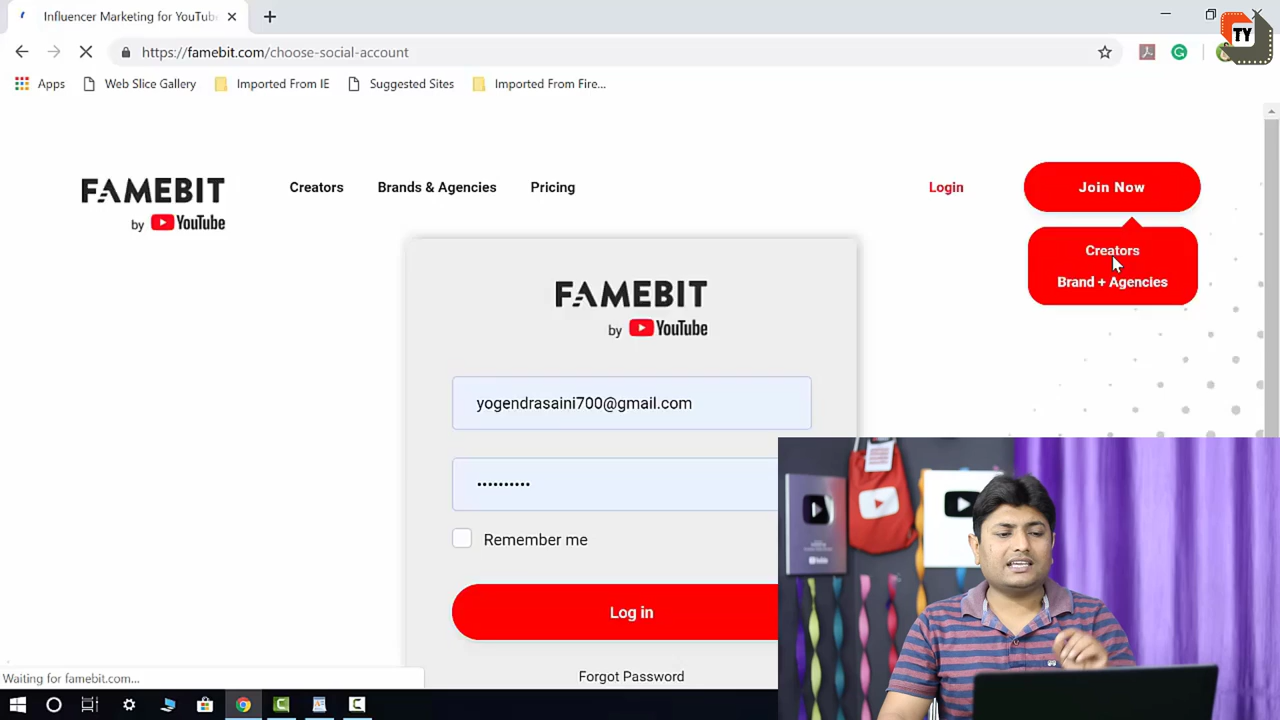 Influencer Marketing for YouTub
TY
https://famebit.com/choose-social-account
Apps
Web Slice Gallery
Imported From IE
Suggested Sites
Imported From Fire...
FAMEBIT
by YouTube
Creators
Brands & Agencies
Pricing
Login
Join Now
Creators
Brand + Agencies
FAMEBIT
by YouTube
yogendrasaini700@gmail.com
••••••••••
Remember me
Log in
Forgot Password
Waiting for famebit.com...